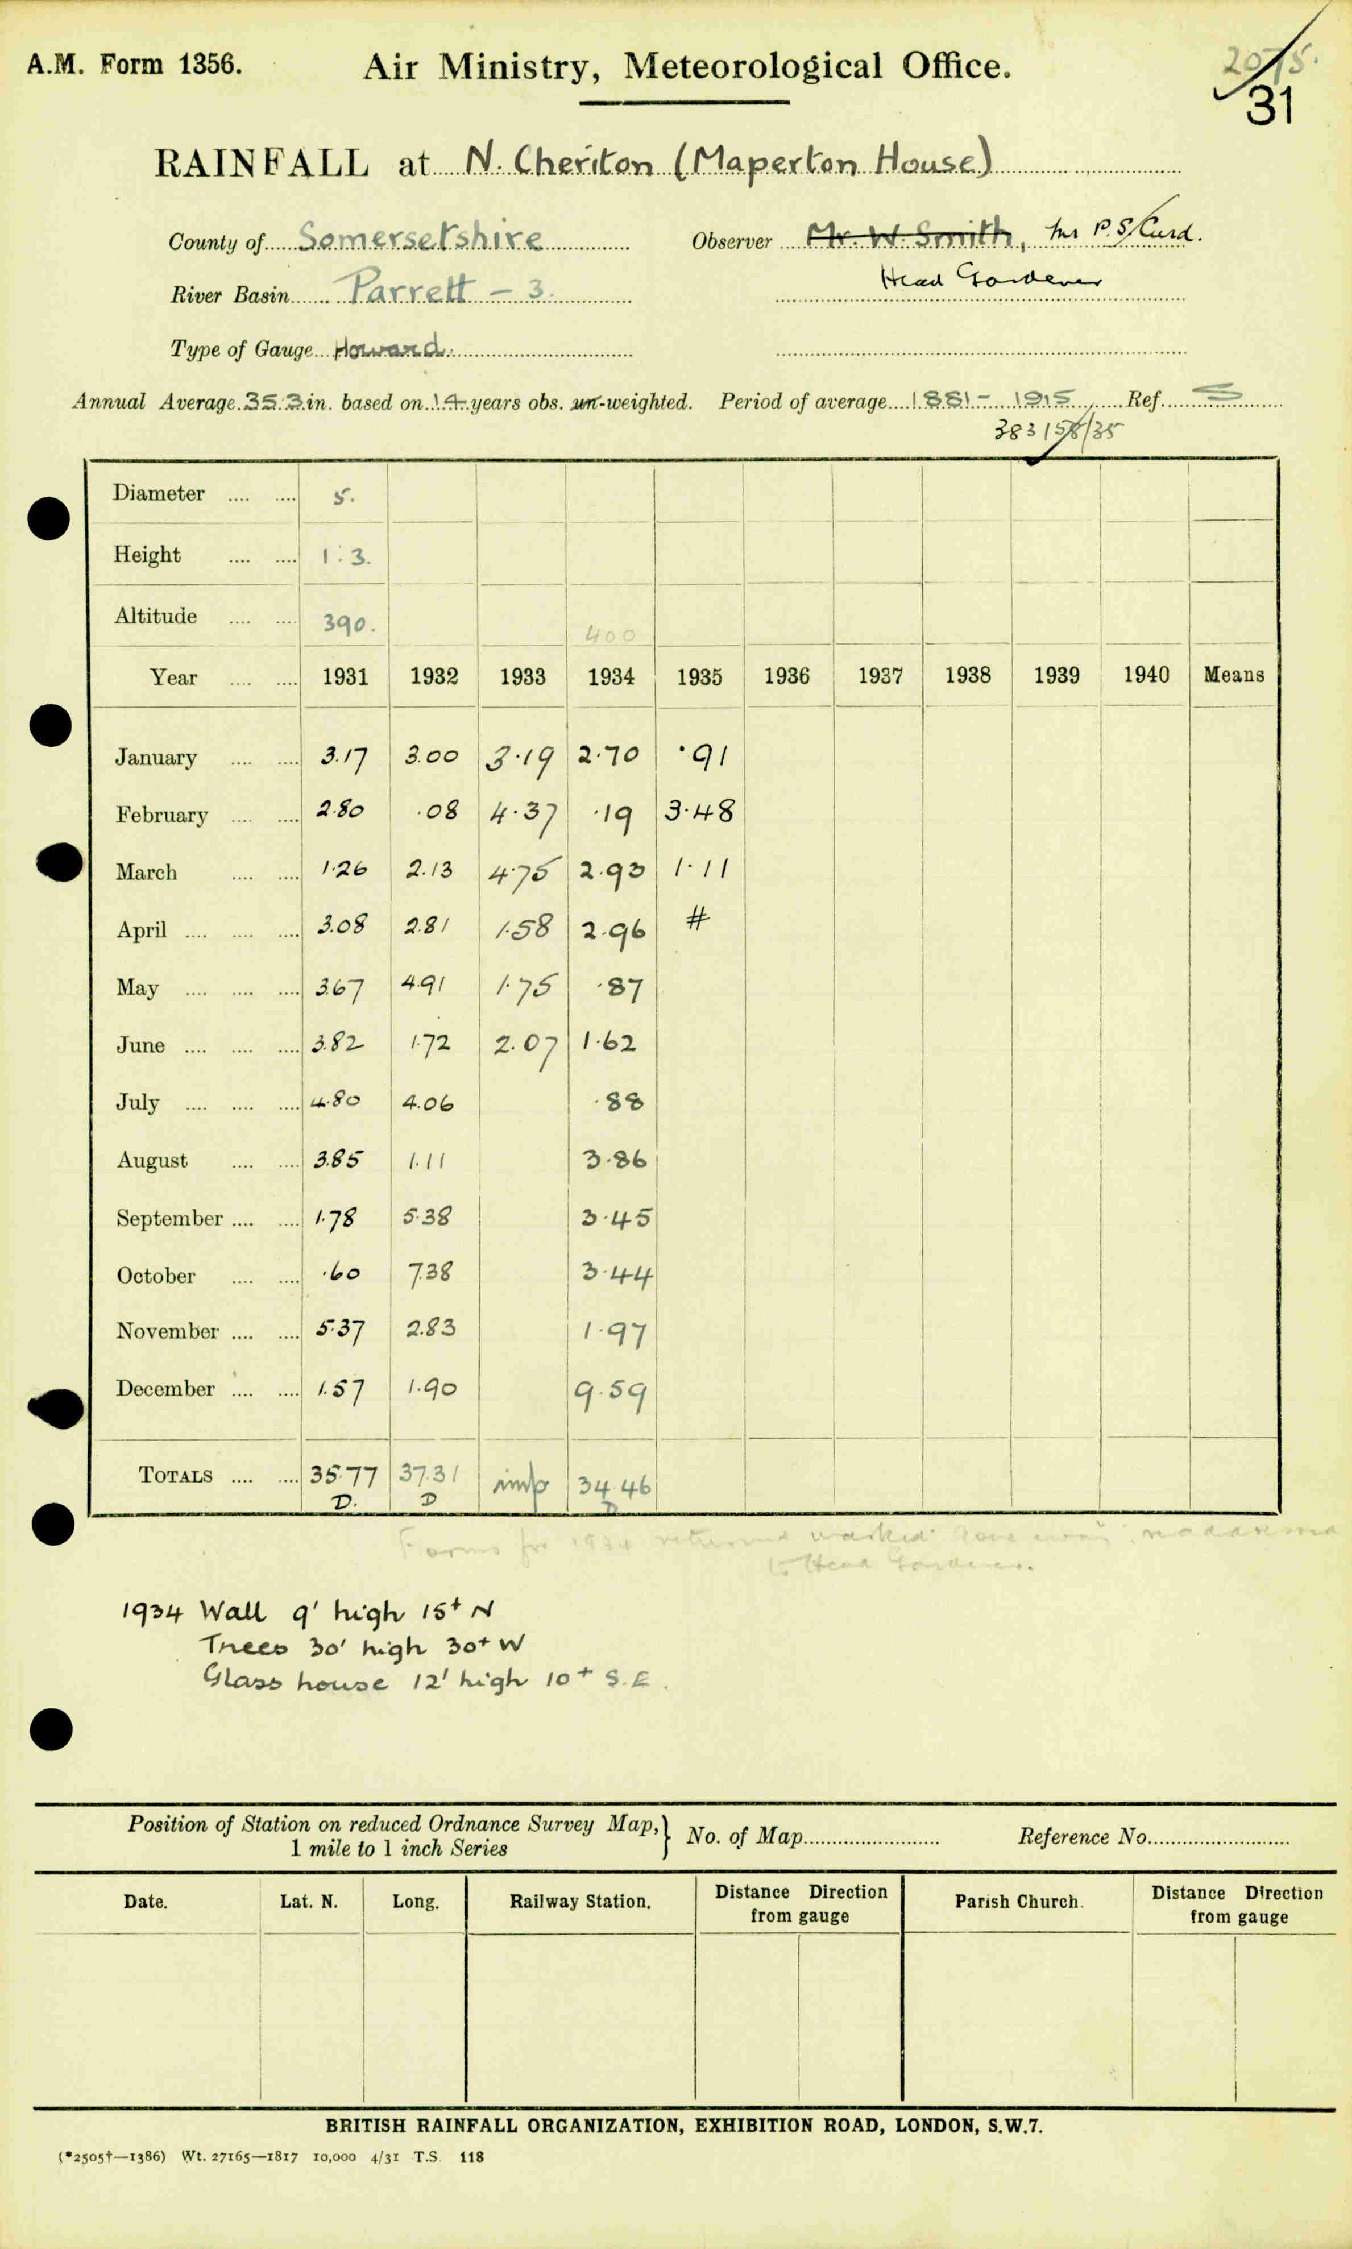 A.M. Form 1356.
Air Ministry, Meteorological Office.
2075.
31
RAINFALL at N. Cheriton (Maperton House)
County of Somersetshire Observer Mr. W. Smith, P.S. Curd.
River Basin Parrett - 3. Head Gardener
Type of Gauge Howard.
Annual Average 35.3 in. based on 14 years obs. un-weighted. Period of average 1881 - 1915 Ref. S
383158/35
Diameter .... .... 5.
Height .... .... 1:3.
Altitude .... .... 390. 400
Year .... .... 1931 1932 1933 1934 1935 1936 1937 1938 1939 1940 Means
January .... .... 3.17 3.00 3.19 2.70 .91
February .... .... 2.80 .08 4.37 .19 3.48
March .... .... 1.26 2.13 4.75 2.93 1.11
April .... .... .... 3.08 2.81 1.58 2.96 #
May .... .... .... 3.67 4.91 1.75 .87
June .... .... .... 3.82 1.72 2.07 1.62
July .... .... .... 4.80 4.06 .88
August .... .... 3.85 1.11 3.86
September .... .... 1.78 5.38 3.45
October .... .... .60 7.38 3.44
November .... .... 5.37 2.83 1.97
December .... .... 1.57 1.90 9.59
TOTALS .... .... 35.77 37.31 imp 34.46
D. D D
Forms for 1934 returned marked gone away. readdressed
to Head Gardener.
1934 Wall 9' high 15+ N
Trees 30' high 30+ W
Glass house 12' high 10+ S.E.
Position of Station on reduced Ordnance Survey Map,} No. of Map Reference No.
1 mile to 1 inch Series
Date. Lat. N. Long. Railway Station. Distance Direction from gauge Parish Church. Distance Direction from gauge
BRITISH RAINFALL ORGANIZATION, EXHIBITION ROAD, LONDON, S.W.7.
(*2505†—1386) Wt. 27165—1817 10,000 4/31 T.S. 118